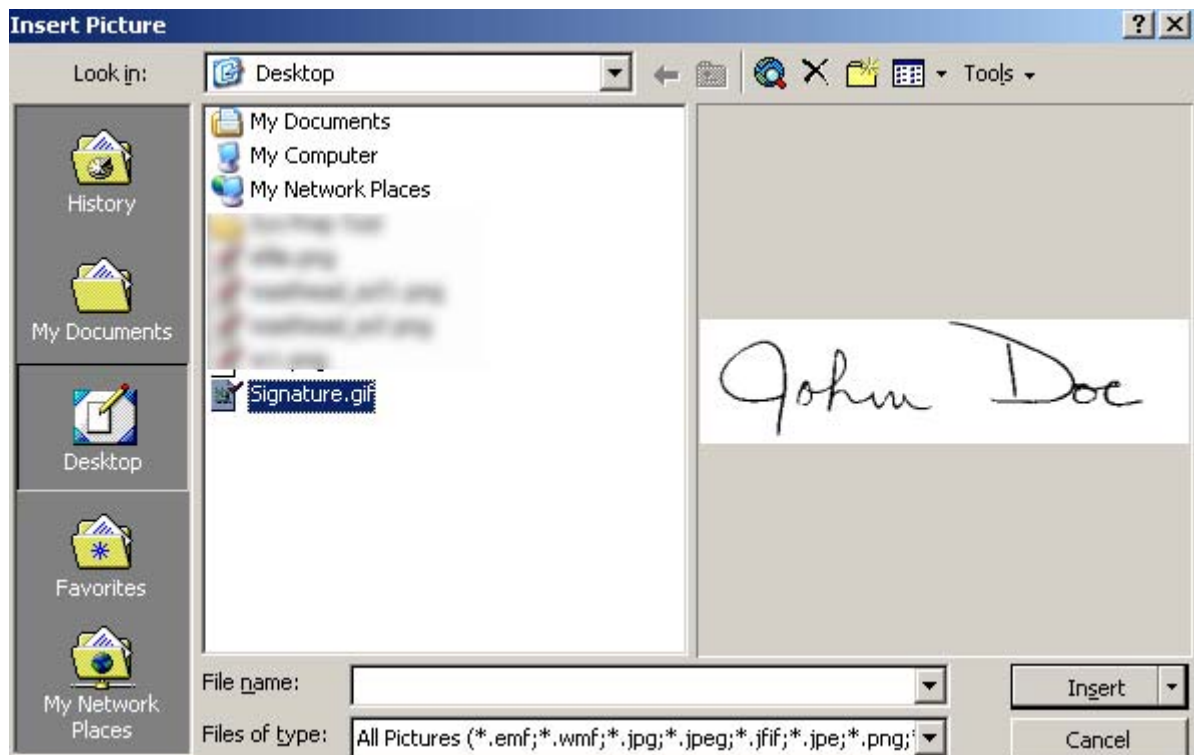 Insert Picture
Look in:
Desktop
Tools
History
My Documents
Desktop
Favorites
My Network
Places
My Documents
My Computer
My Network Places
Signature.gif
John Doe
File name:
Insert
Files of type:
All Pictures (*.emf;*.wmf;*.jpg;*.jpeg;*.jfif;*.jpe;*.png;
Cancel